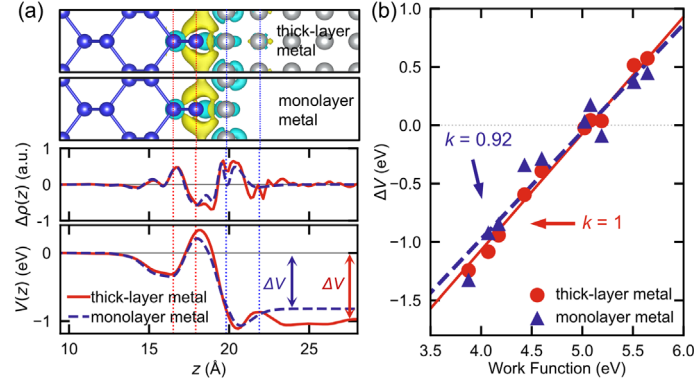 (a)
thick-layer
metal
monolayer
metal
Δρ(z) (a.u.)
1
0
-1
V(z) (eV)
0
-1
ΔV
ΔV
thick-layer metal
monolayer metal
10 15 20 25
z (Å)
(b)
ΔV (eV)
0.5
0.0
-0.5
-1.0
-1.5
k = 0.92
k = 1
thick-layer metal
monolayer metal
3.5 4.0 4.5 5.0 5.5 6.0
Work Function (eV)